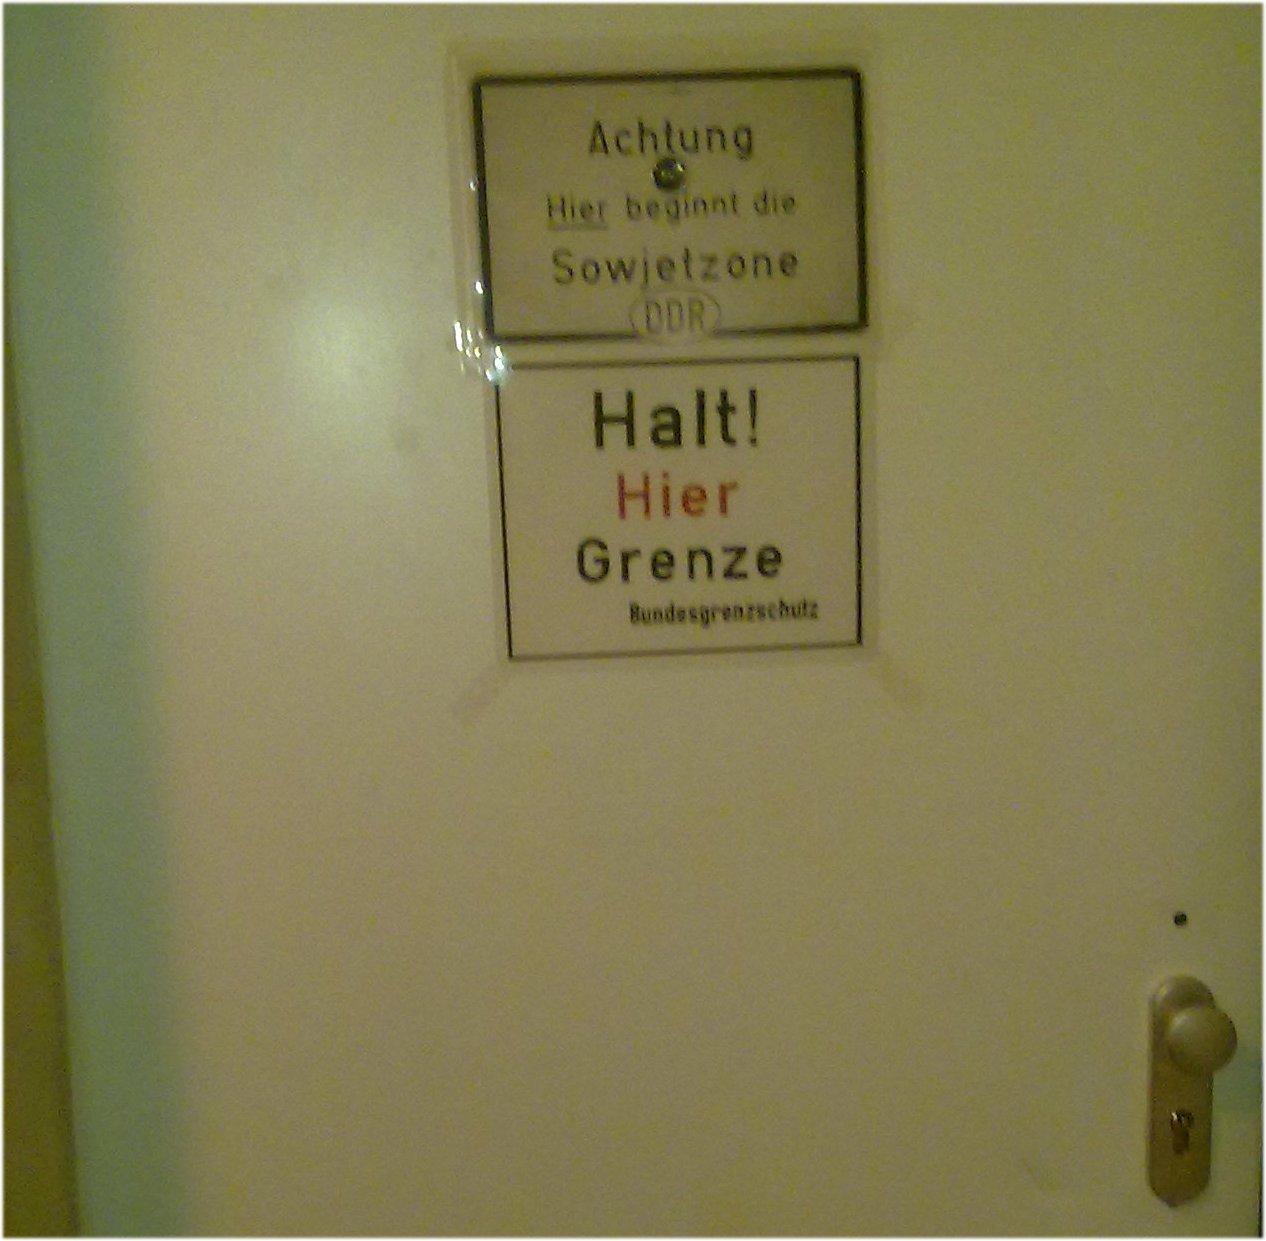 Achtung
Hier beginnt die
Sowjetzone
DDR
Halt!
Hier
Grenze
Bundesgrenzschutz